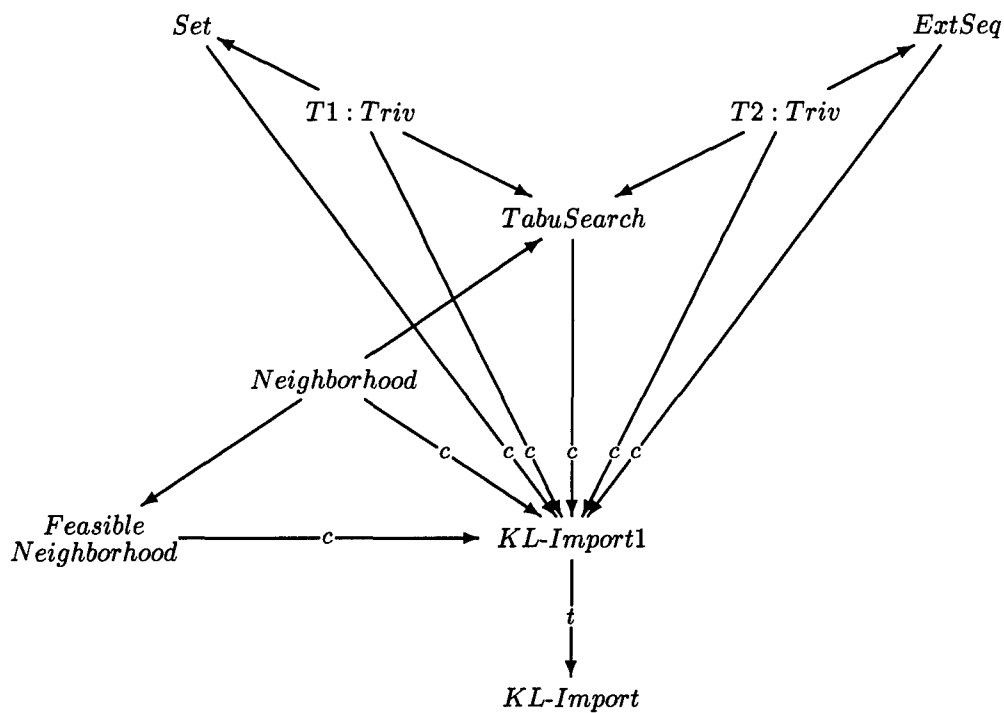 Set
ExtSeq
T1 : Triv
T2 : Triv
TabuSearch
Neighborhood
c
c
c
c
c
c
Feasible
Neighborhood
c
KL-Import1
t
KL-Import